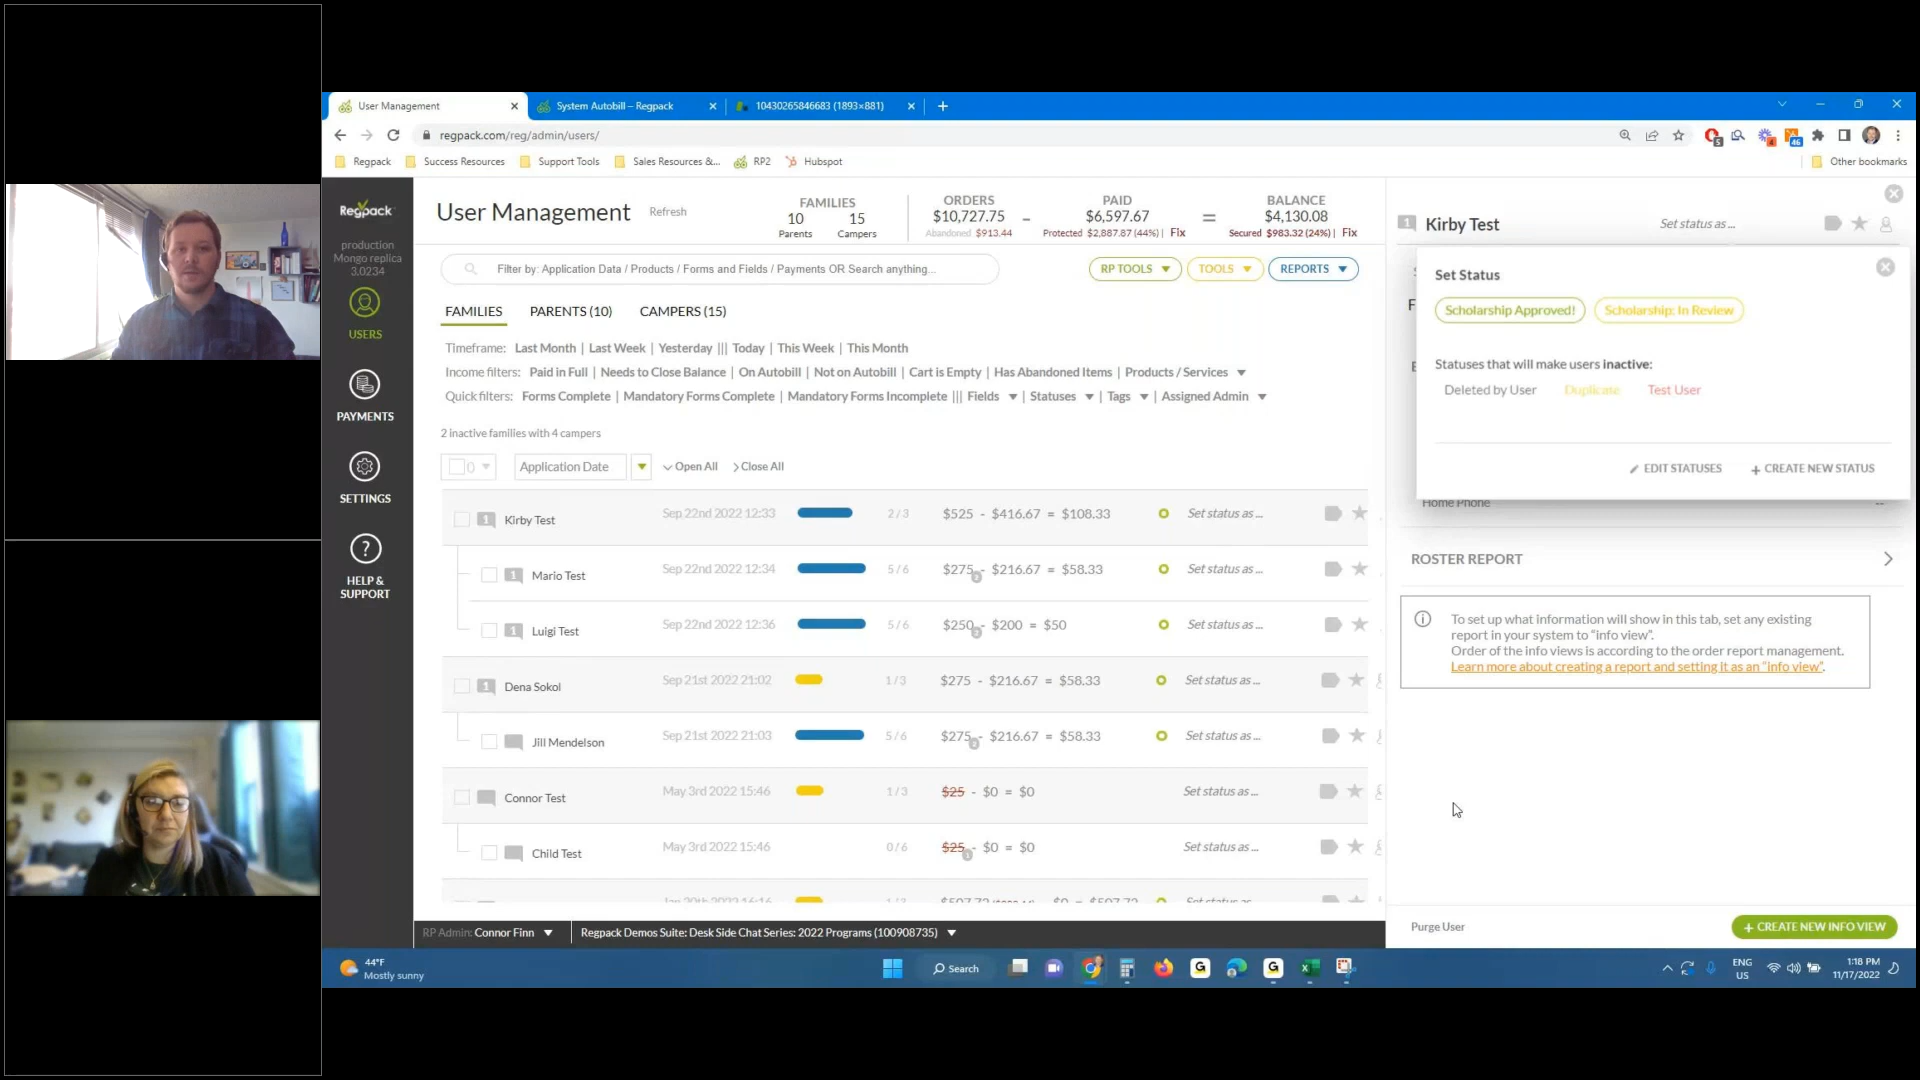 User Management
System Autobill – Regpack
10430265846683 (1893×881)
regpack.com/reg/admin/users/
Regpack
Success Resources
Support Tools
Sales Resources &...
RP2
Hubspot
Other bookmarks
Regpack
production
Mongo replica
3.0234
USERS
PAYMENTS
SETTINGS
HELP &
SUPPORT
User Management
Refresh
FAMILIES
10 15
Parents Campers
ORDERS
$10,727.75
Abandoned $913.44
-
PAID
$6,597.67
Protected $2,887.87 (44%) | Fix
=
BALANCE
$4,130.08
Secured $983.32 (24%) | Fix
Filter by: Application Data / Products / Forms and Fields / Payments OR Search anything...
RP TOOLS
TOOLS
REPORTS
FAMILIES PARENTS (10) CAMPERS (15)
TImeframe: Last Month | Last Week | Yesterday ||| Today | This Week | This Month
Income filters: Paid in Full | Needs to Close Balance | On Autobill | Not on Autobill | Cart is Empty | Has Abandoned Items | Products / Services
Quick filters: Forms Complete | Mandatory Forms Complete | Mandatory Forms Incomplete ||| Fields | Statuses | Tags | Assigned Admin
2 inactive families with 4 campers
() Application Date Open All Close All
1 Kirby Test Sep 22nd 2022 12:33 2 / 3 $525 - $416.67 = $108.33 Set status as ...
1 Mario Test Sep 22nd 2022 12:34 5 / 6 $275 - $216.67 = $58.33 Set status as ...
1 Luigi Test Sep 22nd 2022 12:36 5 / 6 $250 - $200 = $50 Set status as ...
1 Dena Sokol Sep 21st 2022 21:02 1 / 3 $275 - $216.67 = $58.33 Set status as ...
Jill Mendelson Sep 21st 2022 21:03 5 / 6 $275 - $216.67 = $58.33 Set status as ...
Connor Test May 3rd 2022 15:46 1 / 3 $25 - $0 = $0 Set status as ...
Child Test May 3rd 2022 15:46 0 / 6 $25 - $0 = $0 Set status as ...
RP Admin: Connor Finn
Regpack Demos Suite: Desk Side Chat Series: 2022 Programs (100908735)
1 Kirby Test
Set status as ...
Set Status
Scholarship Approved!
Scholarship: In Review
Statuses that will make users inactive:
Deleted by User Duplicate Test User
EDIT STATUSES
+ CREATE NEW STATUS
Home Phone --
ROSTER REPORT
To set up what information will show in this tab, set any existing
report in your system to “info view”.
Order of the info views is according to the order report management.
Learn more about creating a report and setting it as an “info view”.
Purge User
+ CREATE NEW INFO VIEW
44°F
Mostly sunny
Search
ENG
US
1:18 PM
11/17/2022